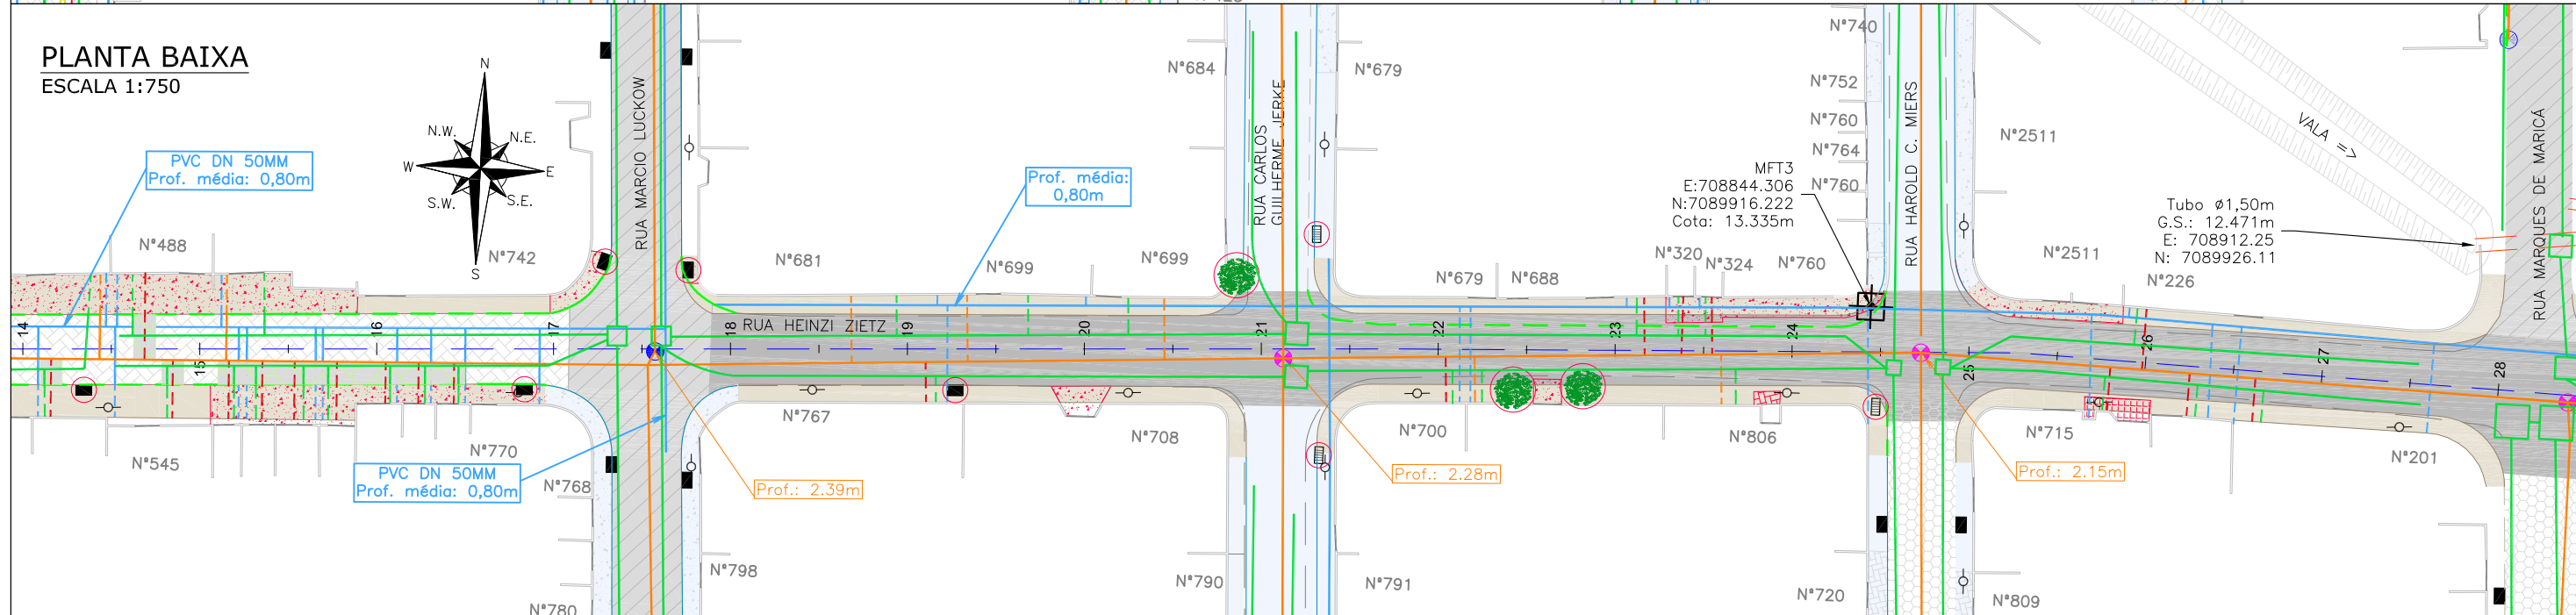 PLANTA BAIXA
ESCALA 1:750
N
N.W.
N.E.
W
E
S.W.
S.E.
S
PVC DN 50MM
Prof. média: 0,80m
N°488
N°742
RUA MARCIO LUCKOW
N°681
N°699
Prof. média:
0,80m
N°684
N°699
RUA CARLOS
GUILHERME JERKE
N°679
N°679
N°688
N°740
N°752
N°760
N°764
N°760
MFT3
E:708844.306
N:7089916.222
Cota: 13.335m
N°320
N°324
N°760
RUA HAROLD C. MIERS
N°2511
VALA =>
N°2511
N°226
Tubo ø1,50m
G.S.: 12.471m
E: 708912.25
N: 7089926.11
RUA MARQUES DE MARICÁ
14
15
16
17
18
RUA HEINZI ZIETZ
19
20
21
22
23
24
25
26
27
28
N°545
N°770
PVC DN 50MM
Prof. média: 0,80m
N°768
N°780
N°798
Prof.: 2.39m
N°767
N°708
N°790
N°791
Prof.: 2.28m
N°700
N°806
N°720
N°809
Prof.: 2.15m
N°715
N°201